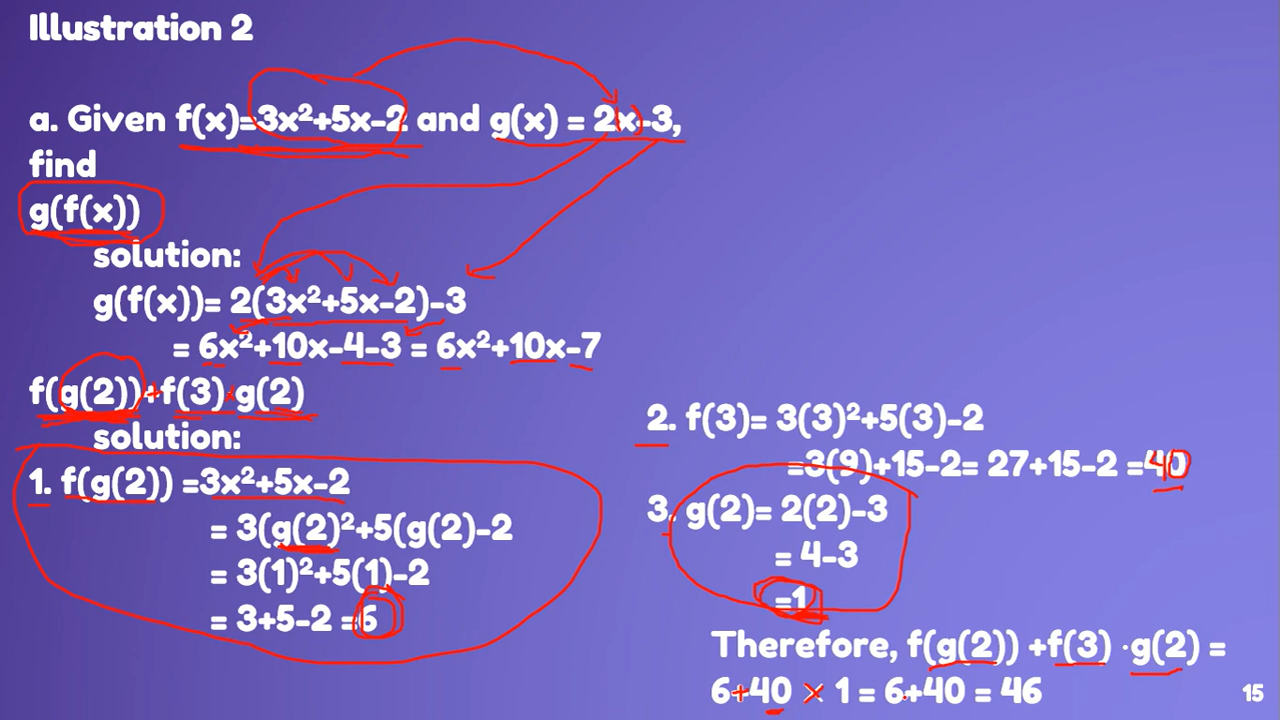 Illustration 2
a. Given f(x)=3x²+5x-2 and g(x) = 2x-3,
find
g(f(x))
solution:
g(f(x))= 2(3x²+5x-2)-3
= 6x²+10x-4-3 = 6x²+10x-7
f(g(2))+f(3)·g(2)
solution:
1. f(g(2)) =3x²+5x-2
= 3(g(2)²+5(g(2)-2
= 3(1)²+5(1)-2
= 3+5-2 =6
2. f(3)= 3(3)²+5(3)-2
=3(9)+15-2= 27+15-2 =40
3. g(2)= 2(2)-3
= 4-3
=1
Therefore, f(g(2)) +f(3) ·g(2) =
6+40 × 1 = 6+40 = 46
15